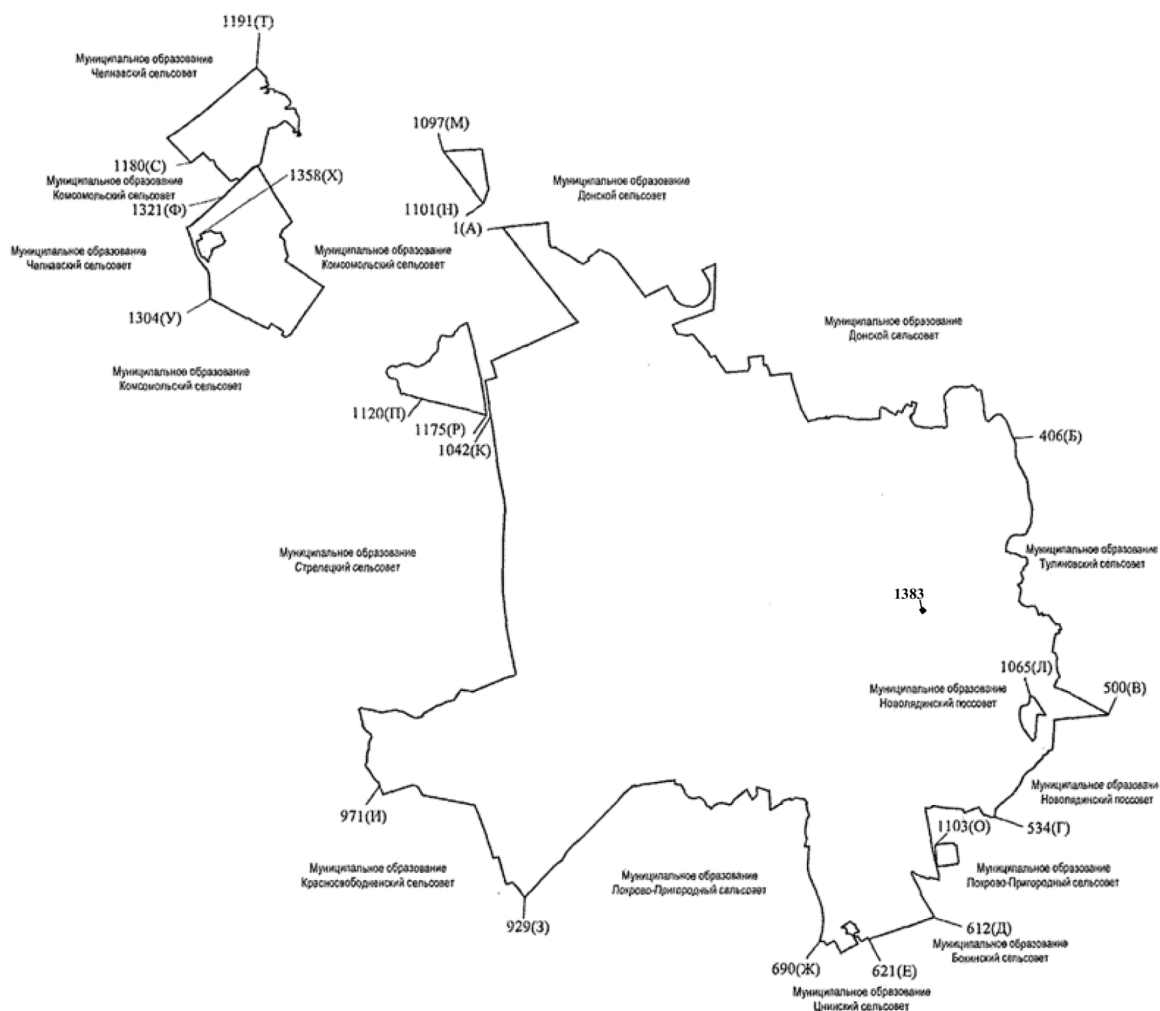 1191(Т)
Муниципальное образование
Челнавский сельсовет
1097(М)
1180(С)
Муниципальное образование
Комсомольский сельсовет
1358(Х)
1321(Ф)
Муниципальное образование
Донской сельсовет
1101(Н)
1(А)
Муниципальное образование
Челнавский сельсовет
Муниципальное образование
Комсомольский сельсовет
1304(У)
Муниципальное образование
Донской сельсовет
Муниципальное образование
Комсомольский сельсовет
1120(П)
1175(Р)
1042(К)
406(Б)
Муниципальное образование
Стрелецкий сельсовет
Муниципальное образование
Тулиновский сельсовет
1383
1065(Л)
Муниципальное образование
Новолядинский поссовет
500(В)
Муниципальное образовани
Новолядинский поссовет
971(И)
534(Г)
1103(О)
Муниципальное образование
Красносвободненский сельсовет
Муниципальное образование
Покрово-Пригородный сельсовет
Муниципальное образование
Покрово-Пригородный сельсовет
929(З)
612(Д)
Муниципальное образование
Бокинский сельсовет
690(Ж)
621(Е)
Муниципальное образование
Цнинский сельсовет